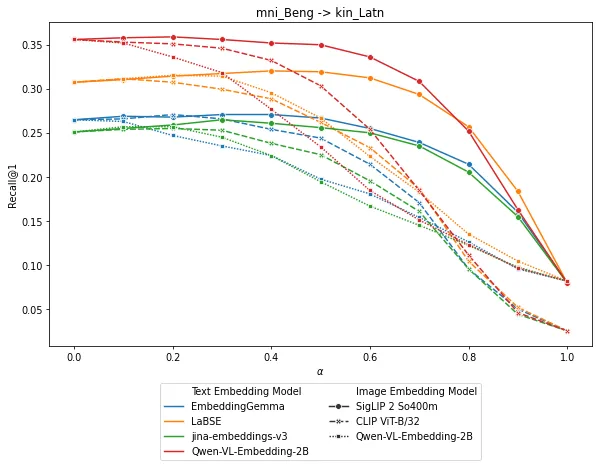 mni_Beng -> kin_Latn
Recall@1
0.35
0.30
0.25
0.20
0.15
0.10
0.05
0.0
0.2
0.4
0.6
0.8
1.0
α
Text Embedding Model
EmbeddingGemma
LaBSE
jina-embeddings-v3
Qwen-VL-Embedding-2B
Image Embedding Model
SigLIP 2 So400m
CLIP ViT-B/32
Qwen-VL-Embedding-2B